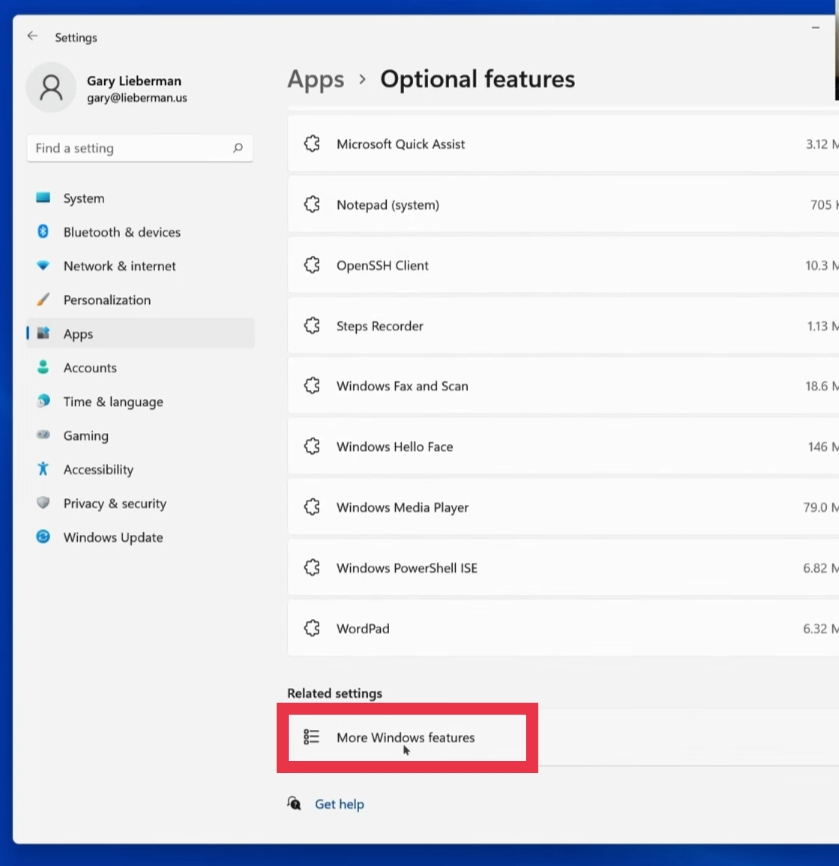 Settings
Gary Lieberman
gary@lieberman.us
Find a setting
System
Bluetooth & devices
Network & internet
Personalization
Apps
Accounts
Time & language
Gaming
Accessibility
Privacy & security
Windows Update
Apps › Optional features
Microsoft Quick Assist 3.12 M
Notepad (system) 705 K
OpenSSH Client 10.3 M
Steps Recorder 1.13 M
Windows Fax and Scan 18.6 M
Windows Hello Face 146 M
Windows Media Player 79.0 M
Windows PowerShell ISE 6.82 M
WordPad 6.32 M
Related settings
More Windows features
Get help